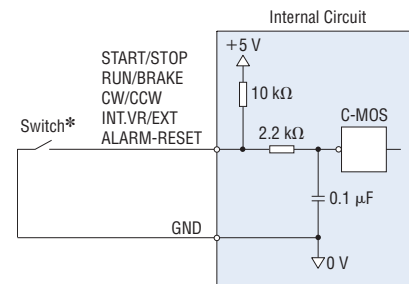 Internal Circuit
+5 V
START/STOP
RUN/BRAKE
CW/CCW
INT.VR/EXT
ALARM-RESET
10 kΩ
C-MOS
Switch*
2.2 kΩ
0.1 μF
GND
0 V